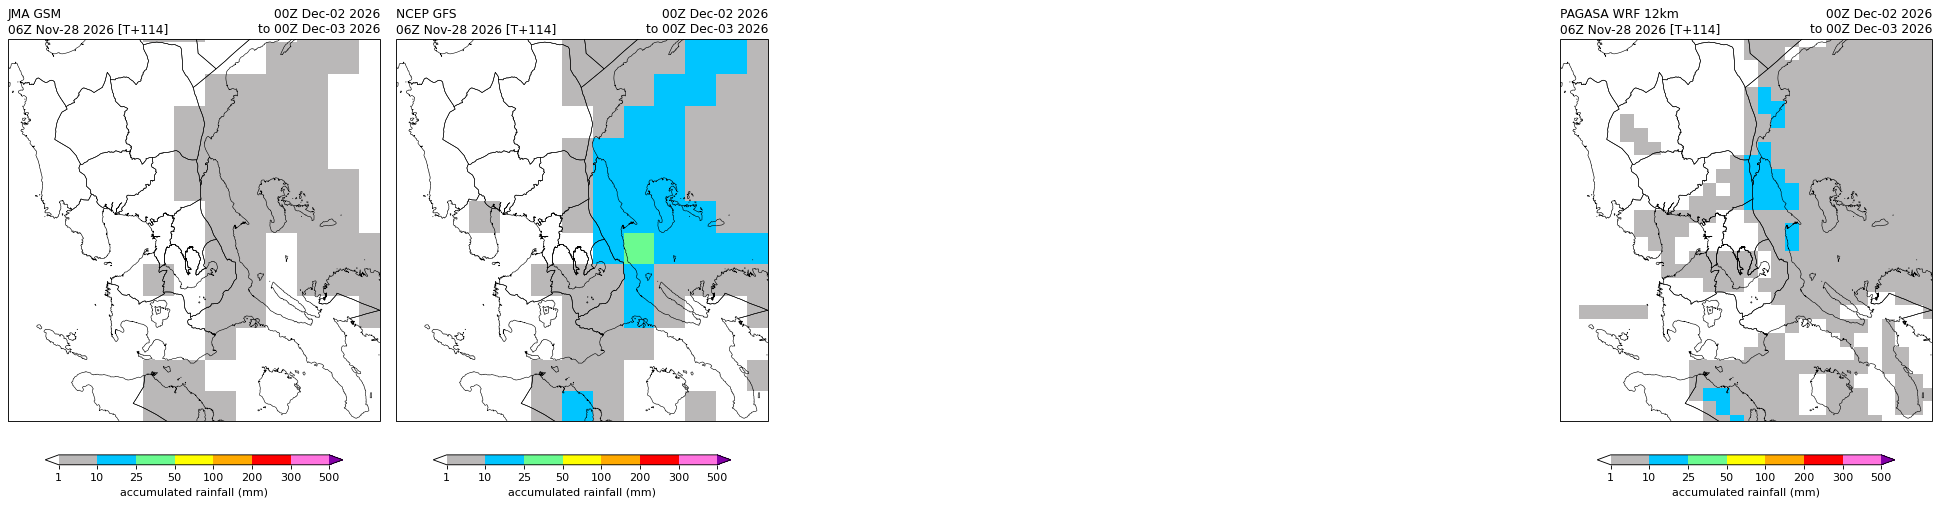 JMA GSM
00Z Dec-02 2026
06Z Nov-28 2026 [T+114]
to 00Z Dec-03 2026
NCEP GFS
00Z Dec-02 2026
06Z Nov-28 2026 [T+114]
to 00Z Dec-03 2026
PAGASA WRF 12km
00Z Dec-02 2026
06Z Nov-28 2026 [T+114]
to 00Z Dec-03 2026
1 10 25 50 100 200 300 500
accumulated rainfall (mm)
1 10 25 50 100 200 300 500
accumulated rainfall (mm)
1 10 25 50 100 200 300 500
accumulated rainfall (mm)